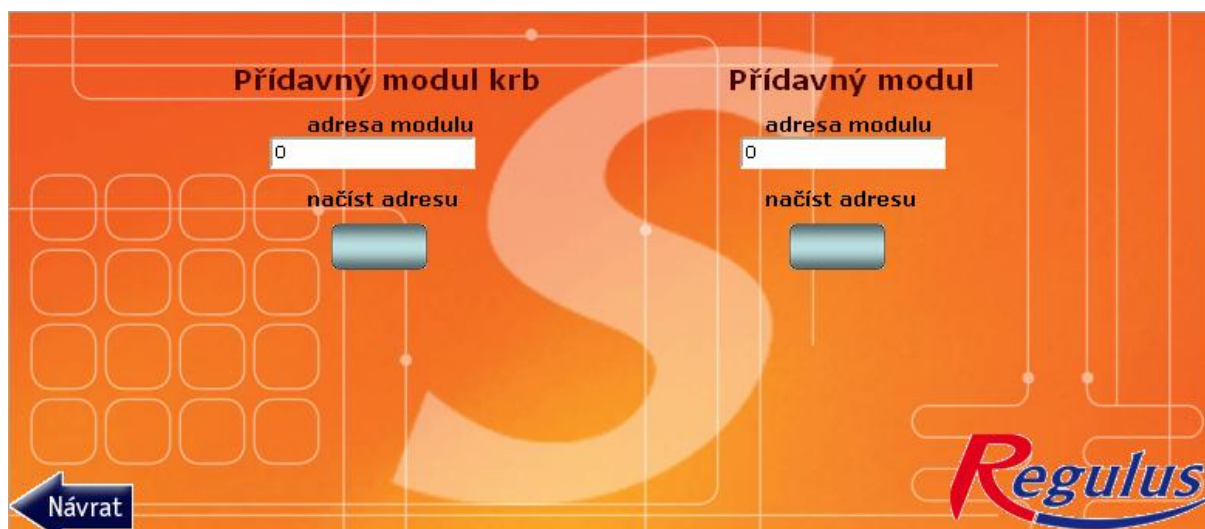 Přídavný modul krb
adresa modulu
0
načíst adresu
Přídavný modul
adresa modulu
0
načíst adresu
Návrat
Regulus